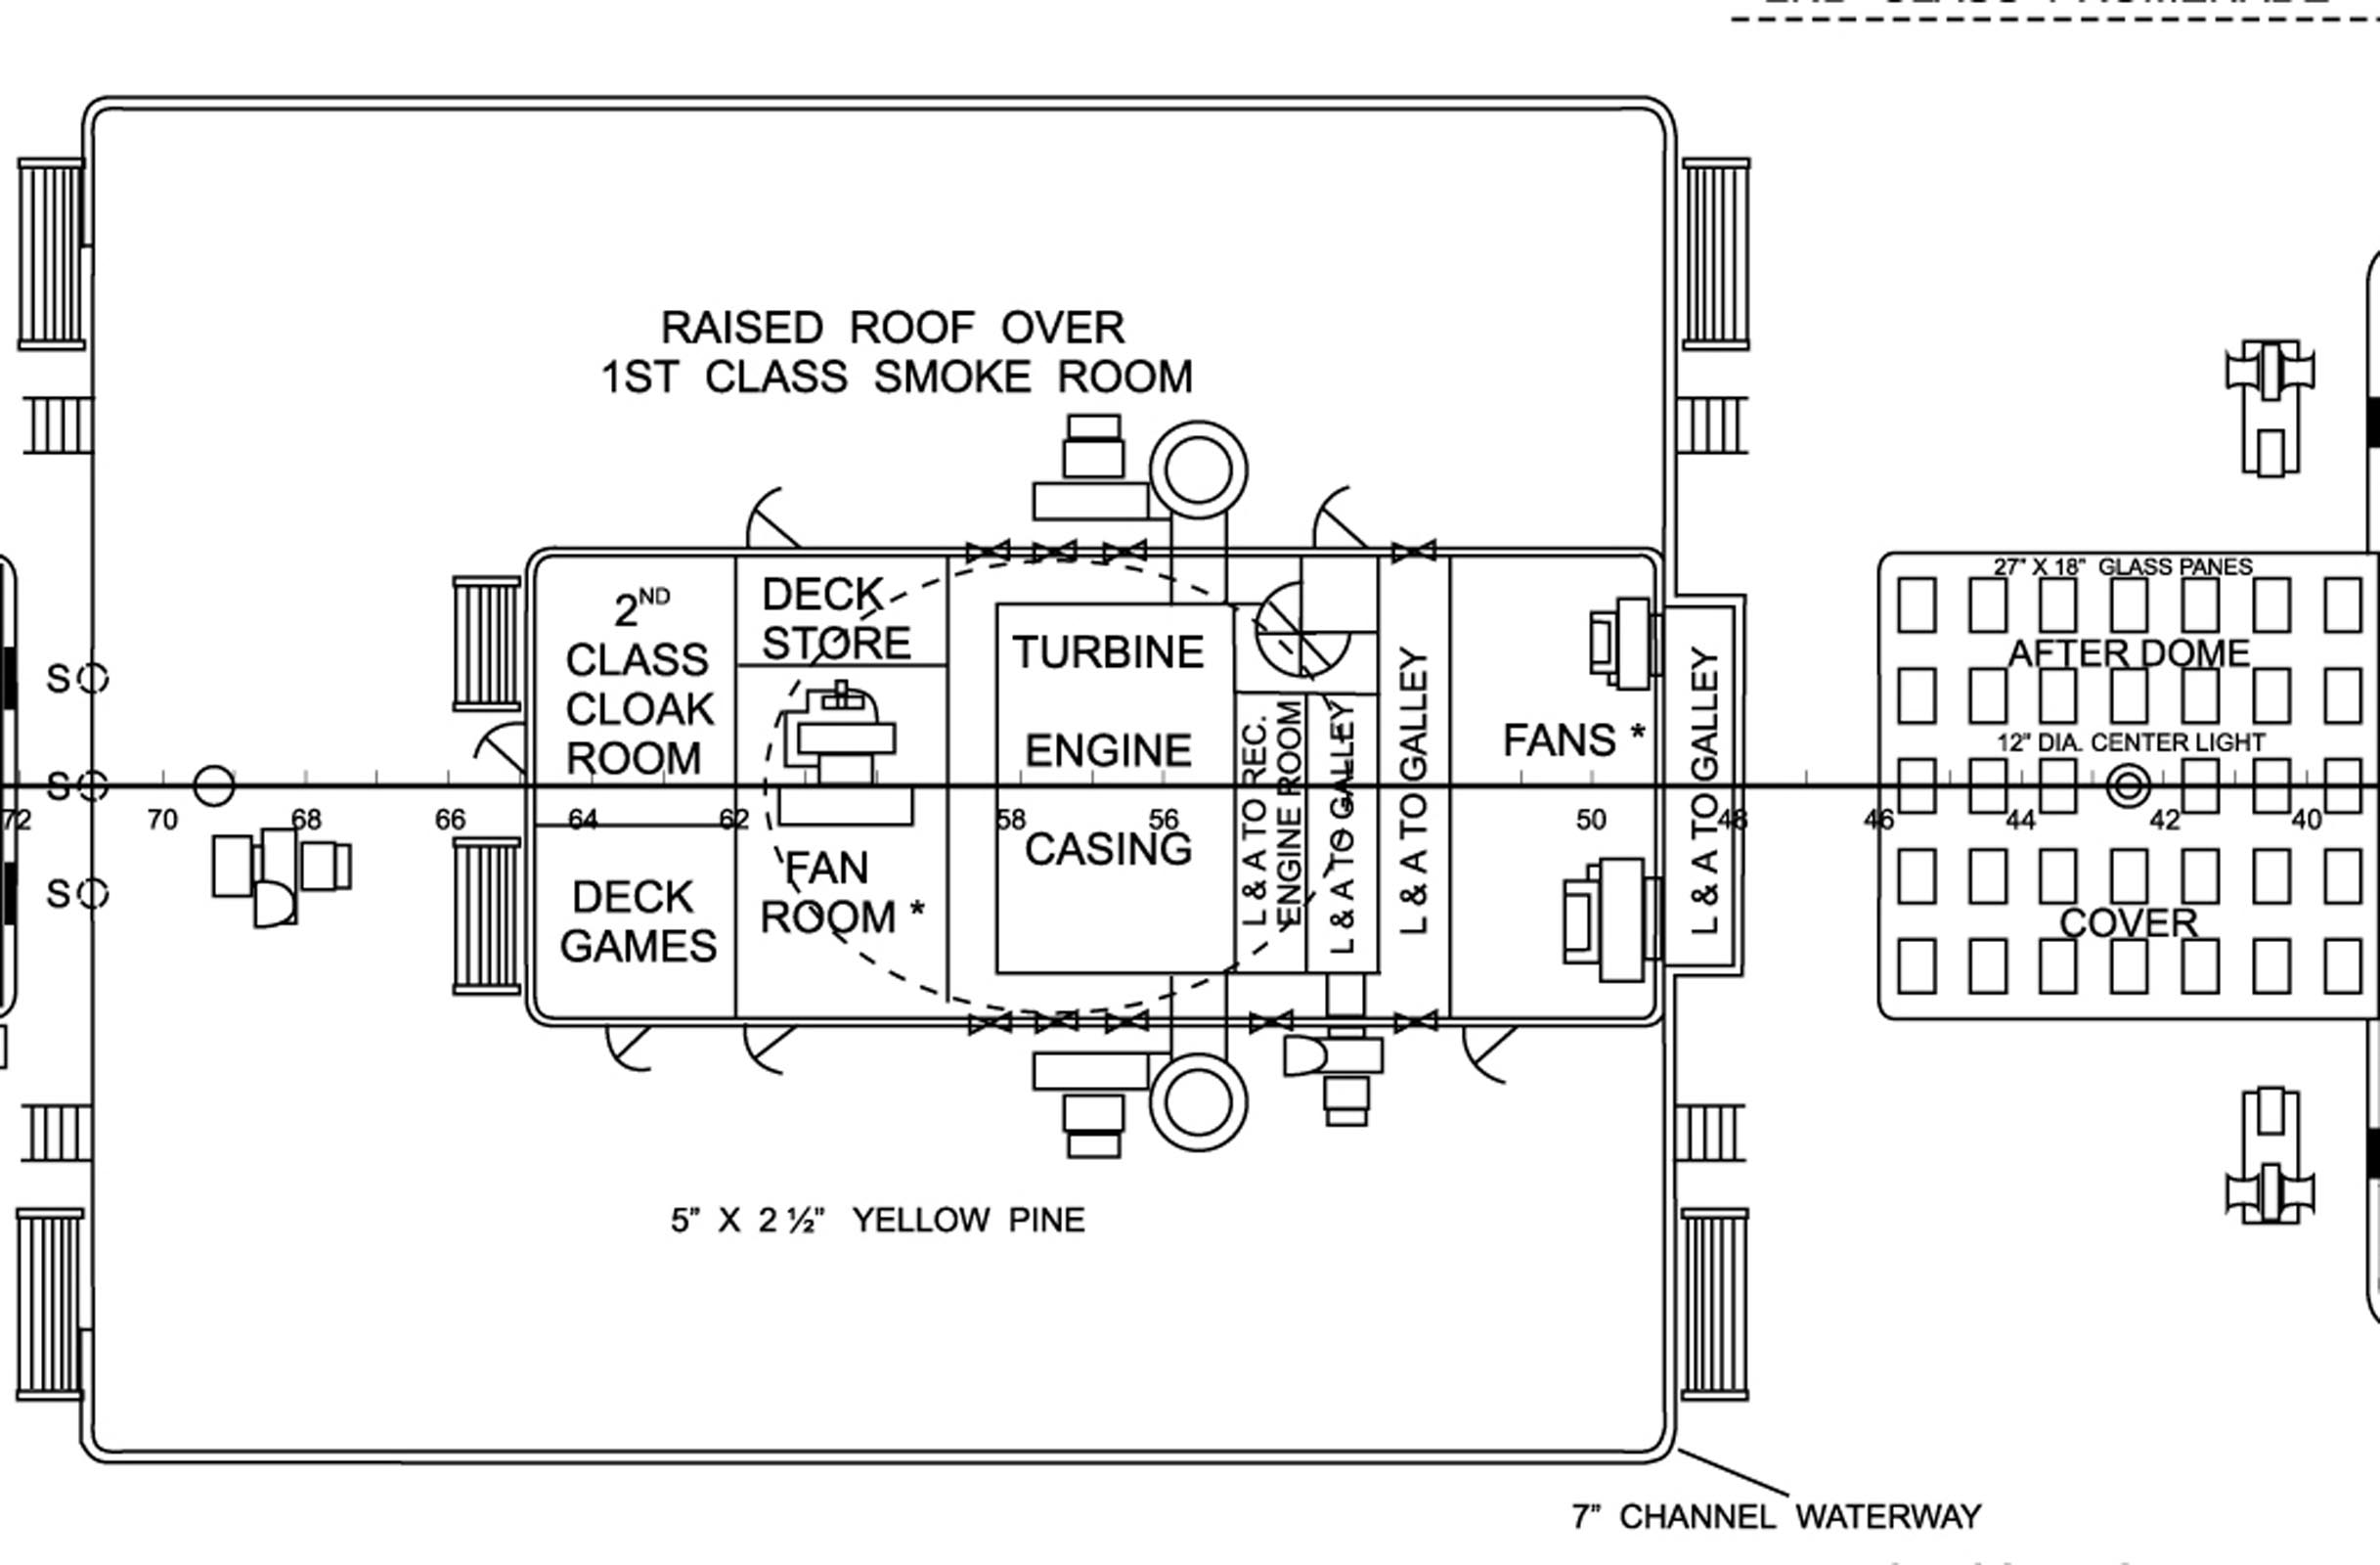 RAISED ROOF OVER
1ST CLASS SMOKE ROOM
2ND
CLASS
CLOAK
ROOM
DECK
STORE
TURBINE
ENGINE
CASING
L & A TO REC.
ENGINE ROOM
L & A TO GALLEY
L & A TO GALLEY
FANS *
L & A TO GALLEY
27" X 18" GLASS PANES
AFTER DOME
12" DIA. CENTER LIGHT
COVER
S
S
S
72 70 68 66 64 62 58 56 50 48 46 44 42 40
DECK
GAMES
FAN
ROOM *
5” X 2 ½” YELLOW PINE
7” CHANNEL WATERWAY